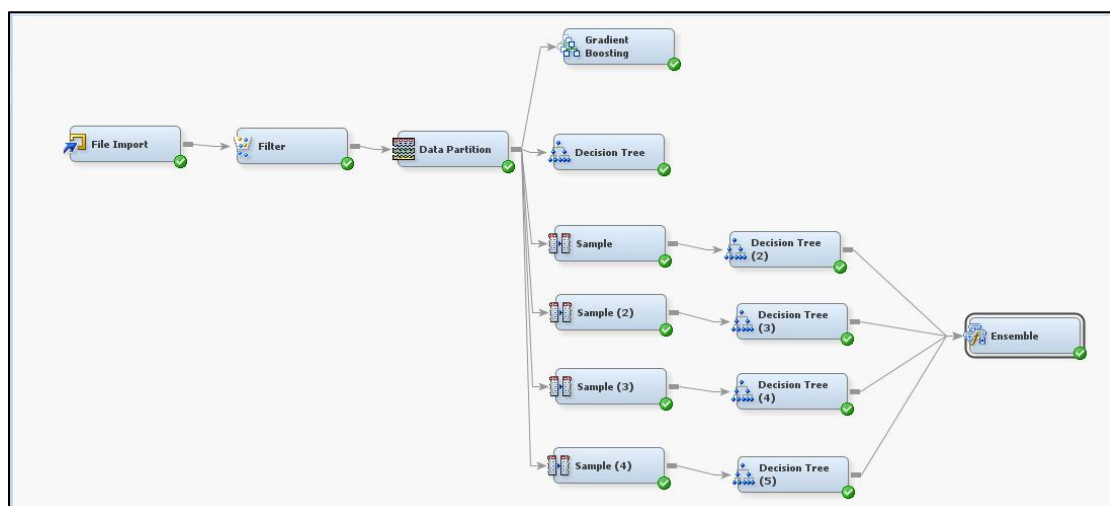 Gradient
Boosting
File Import
Filter
Data Partition
Decision Tree
Sample
Decision Tree
(2)
Sample (2)
Decision Tree
(3)
Ensemble
Sample (3)
Decision Tree
(4)
Sample (4)
Decision Tree
(5)